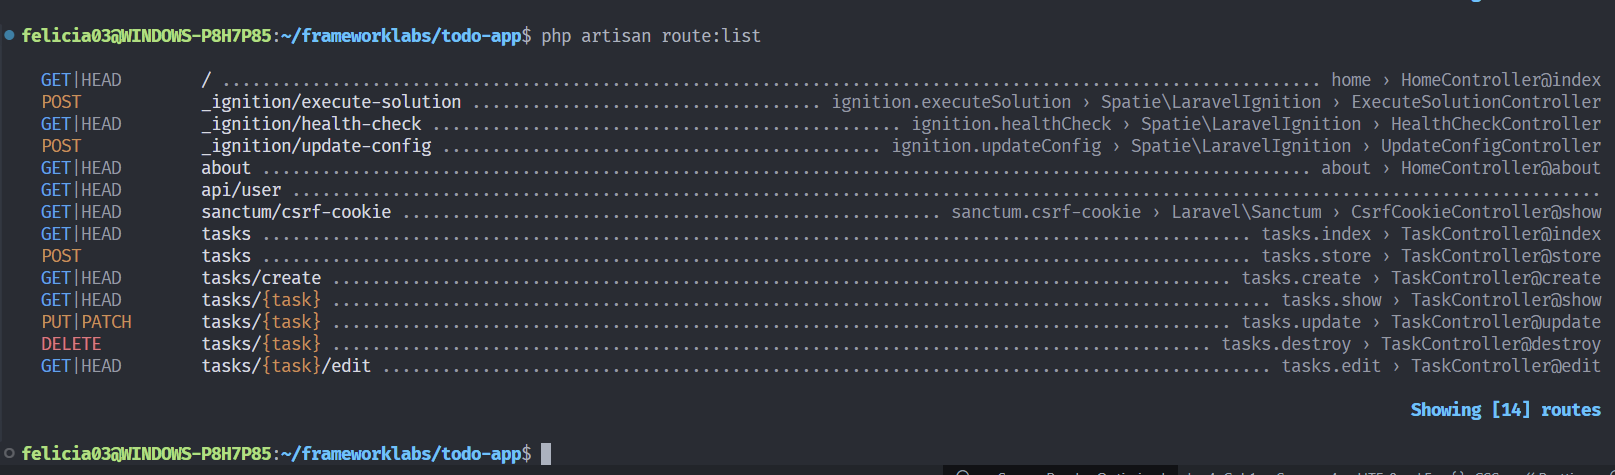 felicia03@WINDOWS-P8H7P85:~/frameworklabs/todo-app$ php artisan route:list
GET|HEAD / ............................................................................................................. home › HomeController@index
POST _ignition/execute-solution ................................... ignition.executeSolution › Spatie\LaravelIgnition › ExecuteSolutionController
GET|HEAD _ignition/health-check ............................................... ignition.healthCheck › Spatie\LaravelIgnition › HealthCheckController
POST _ignition/update-config ............................................ ignition.updateConfig › Spatie\LaravelIgnition › UpdateConfigController
GET|HEAD about ......................................................................................................... about › HomeController@about
GET|HEAD api/user ...................................................................................................................................
GET|HEAD sanctum/csrf-cookie ...................................................... sanctum.csrf-cookie › Laravel\Sanctum › CsrfCookieController@show
GET|HEAD tasks ................................................................................................... tasks.index › TaskController@index
POST tasks ................................................................................................... tasks.store › TaskController@store
GET|HEAD tasks/create .......................................................................................... tasks.create › TaskController@create
GET|HEAD tasks/{task} .............................................................................................. tasks.show › TaskController@show
PUT|PATCH tasks/{task} .......................................................................................... tasks.update › TaskController@update
DELETE tasks/{task} ........................................................................................ tasks.destroy › TaskController@destroy
GET|HEAD tasks/{task}/edit ......................................................................................... tasks.edit › TaskController@edit
Showing [14] routes
felicia03@WINDOWS-P8H7P85:~/frameworklabs/todo-app$